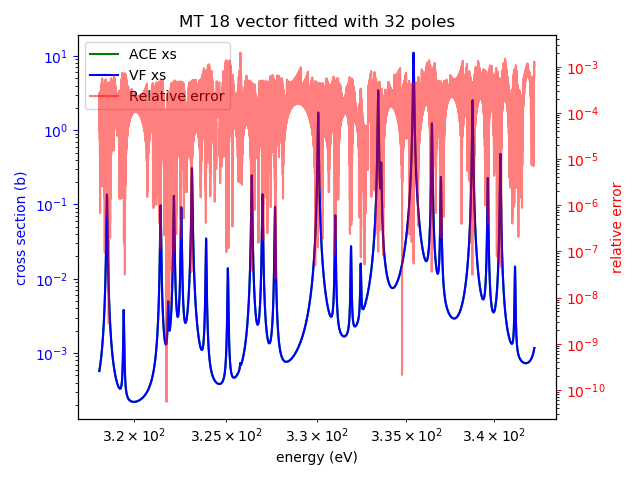 MT 18 vector fitted with 32 poles
ACE xs
VF xs
Relative error
cross section (b)
10¹
10⁰
10⁻¹
10⁻²
10⁻³
10⁻³
10⁻⁴
10⁻⁵
10⁻⁶
10⁻⁷
10⁻⁸
10⁻⁹
10⁻¹⁰
relative error
3.2 × 10² 3.25 × 10² 3.3 × 10² 3.35 × 10² 3.4 × 10²
energy (eV)